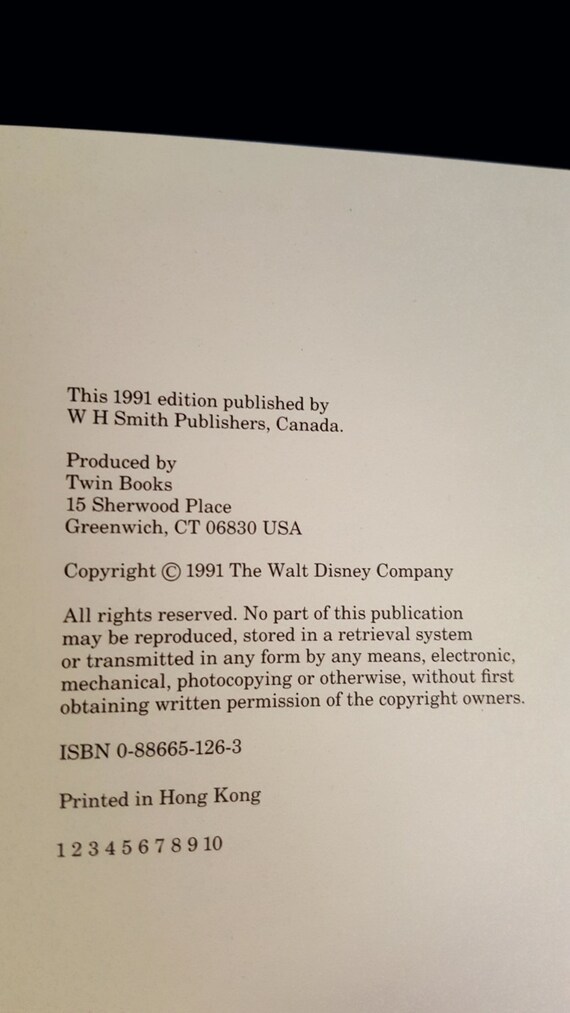 This 1991 edition published by
W H Smith Publishers, Canada.
Produced by
Twin Books
15 Sherwood Place
Greenwich, CT 06830 USA
Copyright © 1991 The Walt Disney Company
All rights reserved. No part of this publication
may be reproduced, stored in a retrieval system
or transmitted in any form by any means, electronic,
mechanical, photocopying or otherwise, without first
obtaining written permission of the copyright owners.
ISBN 0-88665-126-3
Printed in Hong Kong
1 2 3 4 5 6 7 8 9 10